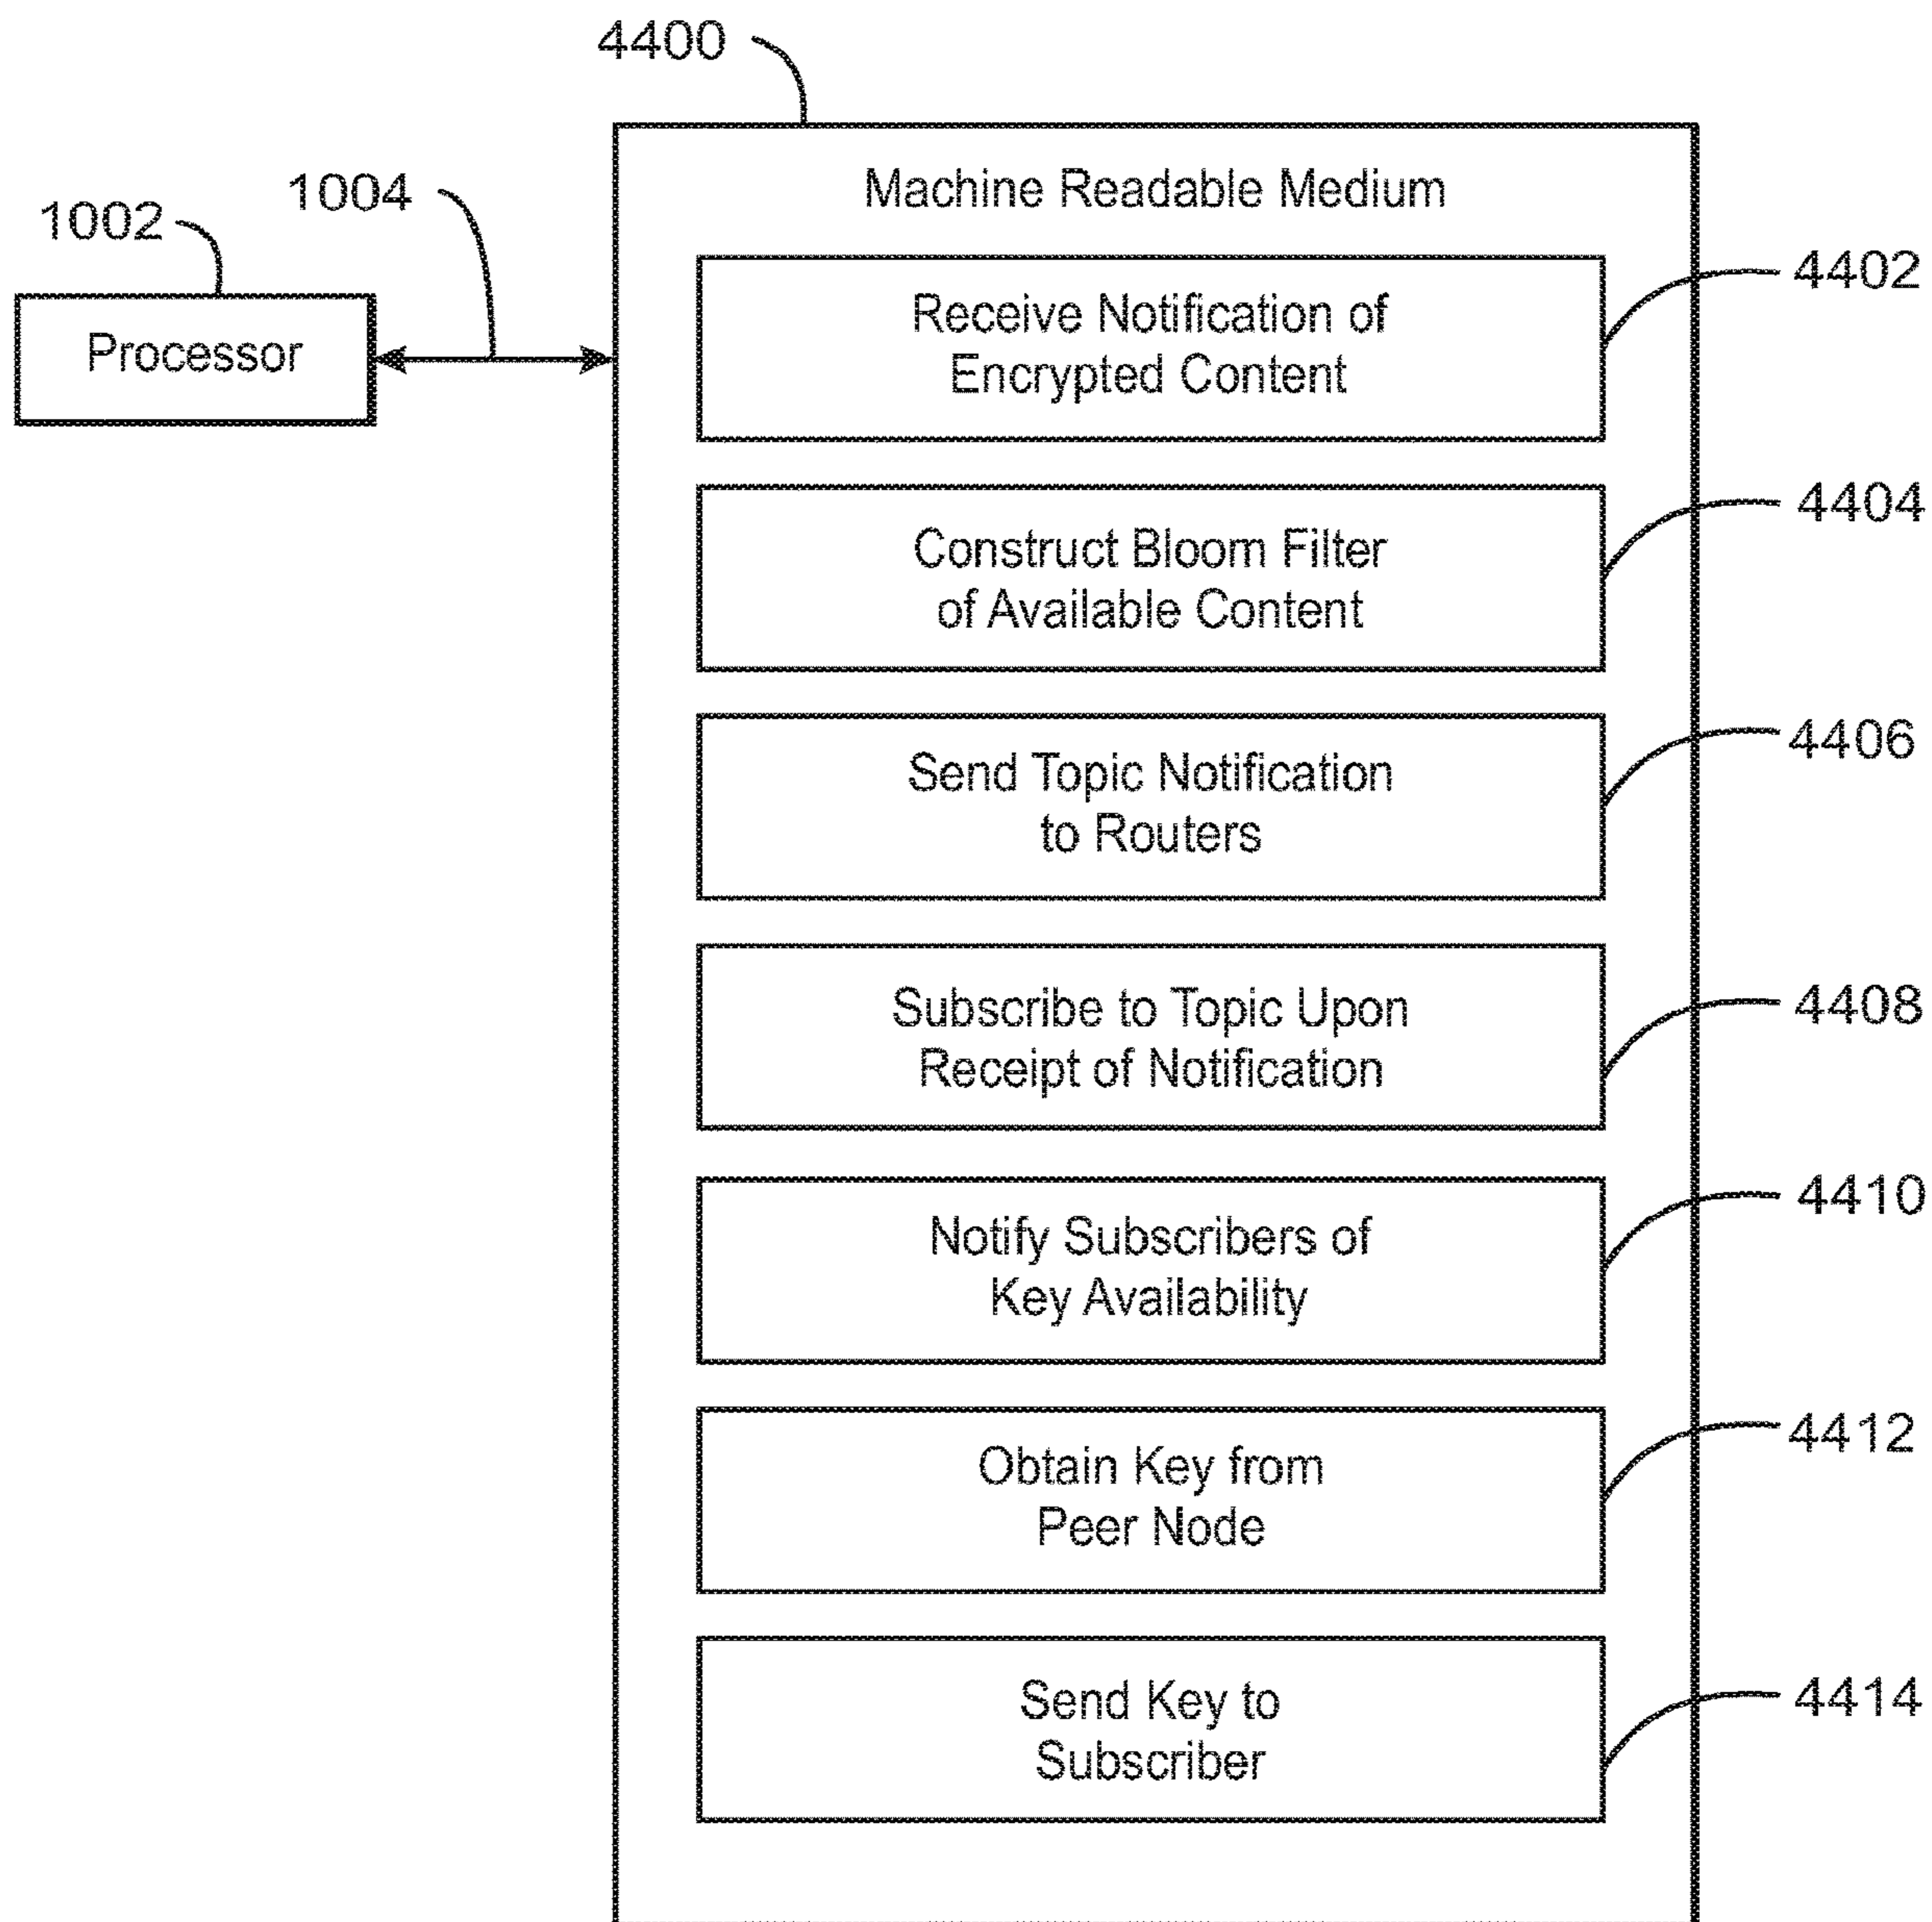 4400
1004
1002
Processor
Machine Readable Medium
Receive Notification of
Encrypted Content
4402
Construct Bloom Filter
of Available Content
4404
Send Topic Notification
to Routers
4406
Subscribe to Topic Upon
Receipt of Notification
4408
Notify Subscribers of
Key Availability
4410
Obtain Key from
Peer Node
4412
Send Key to
Subscriber
4414